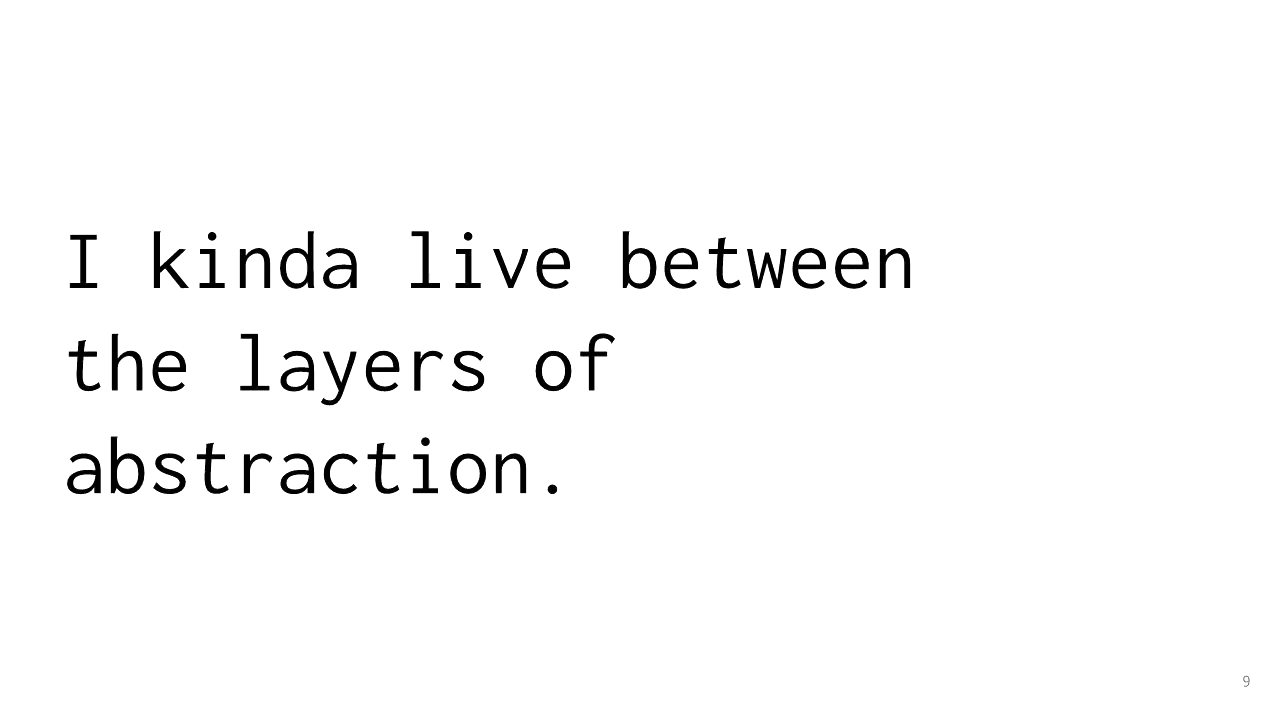 I kinda live between
the layers of
abstraction.
9